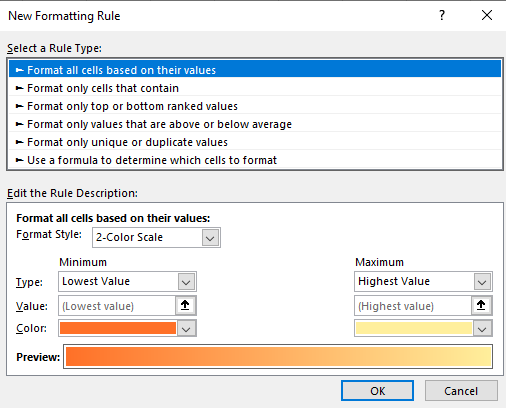 New Formatting Rule ?
Select a Rule Type:
► Format all cells based on their values
► Format only cells that contain
► Format only top or bottom ranked values
► Format only values that are above or below average
► Format only unique or duplicate values
► Use a formula to determine which cells to format
Edit the Rule Description:
Format all cells based on their values:
Format Style: 2-Color Scale
Minimum Maximum
Type: Lowest Value Highest Value
Value: (Lowest value) (Highest value)
Color:
Preview:
OK Cancel